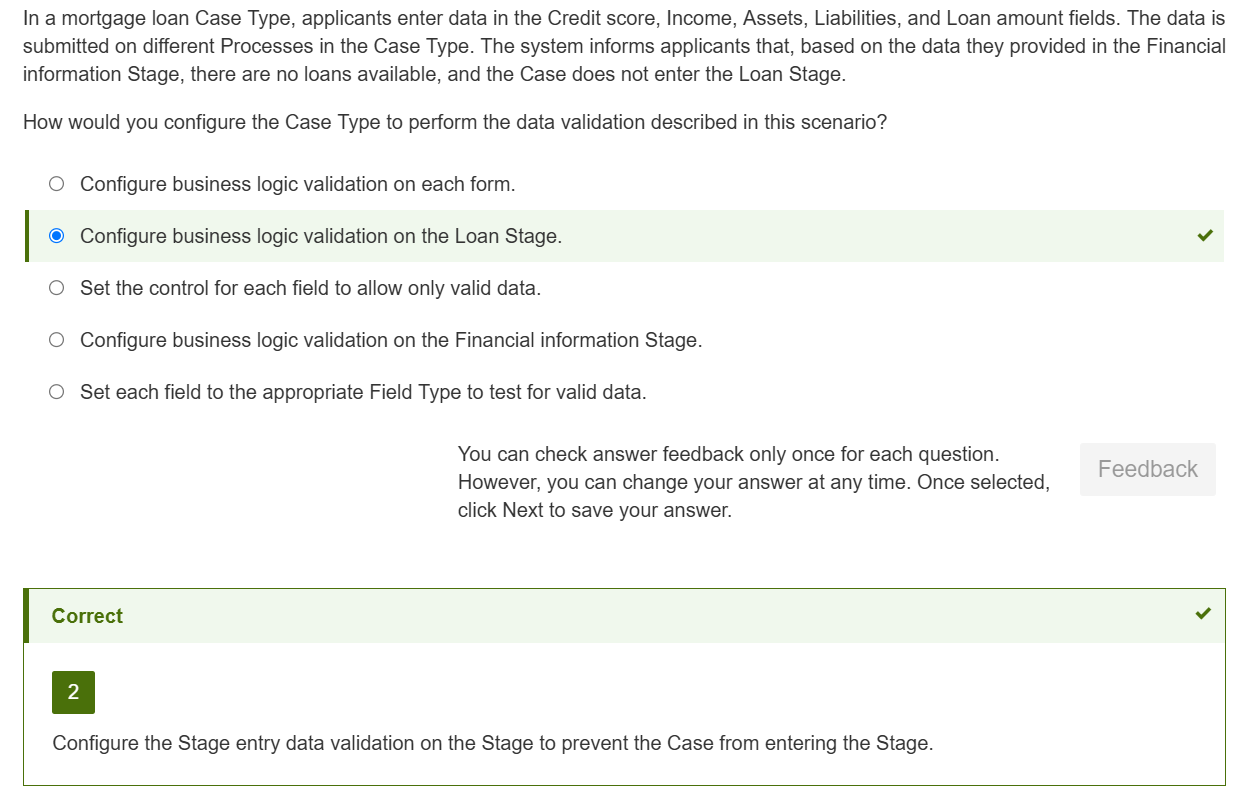 In a mortgage loan Case Type, applicants enter data in the Credit score, Income, Assets, Liabilities, and Loan amount fields. The data is
submitted on different Processes in the Case Type. The system informs applicants that, based on the data they provided in the Financial
information Stage, there are no loans available, and the Case does not enter the Loan Stage.
How would you configure the Case Type to perform the data validation described in this scenario?
Configure business logic validation on each form.
Configure business logic validation on the Loan Stage.
Set the control for each field to allow only valid data.
Configure business logic validation on the Financial information Stage.
Set each field to the appropriate Field Type to test for valid data.
You can check answer feedback only once for each question.
However, you can change your answer at any time. Once selected,
click Next to save your answer.
Feedback
Correct
2
Configure the Stage entry data validation on the Stage to prevent the Case from entering the Stage.